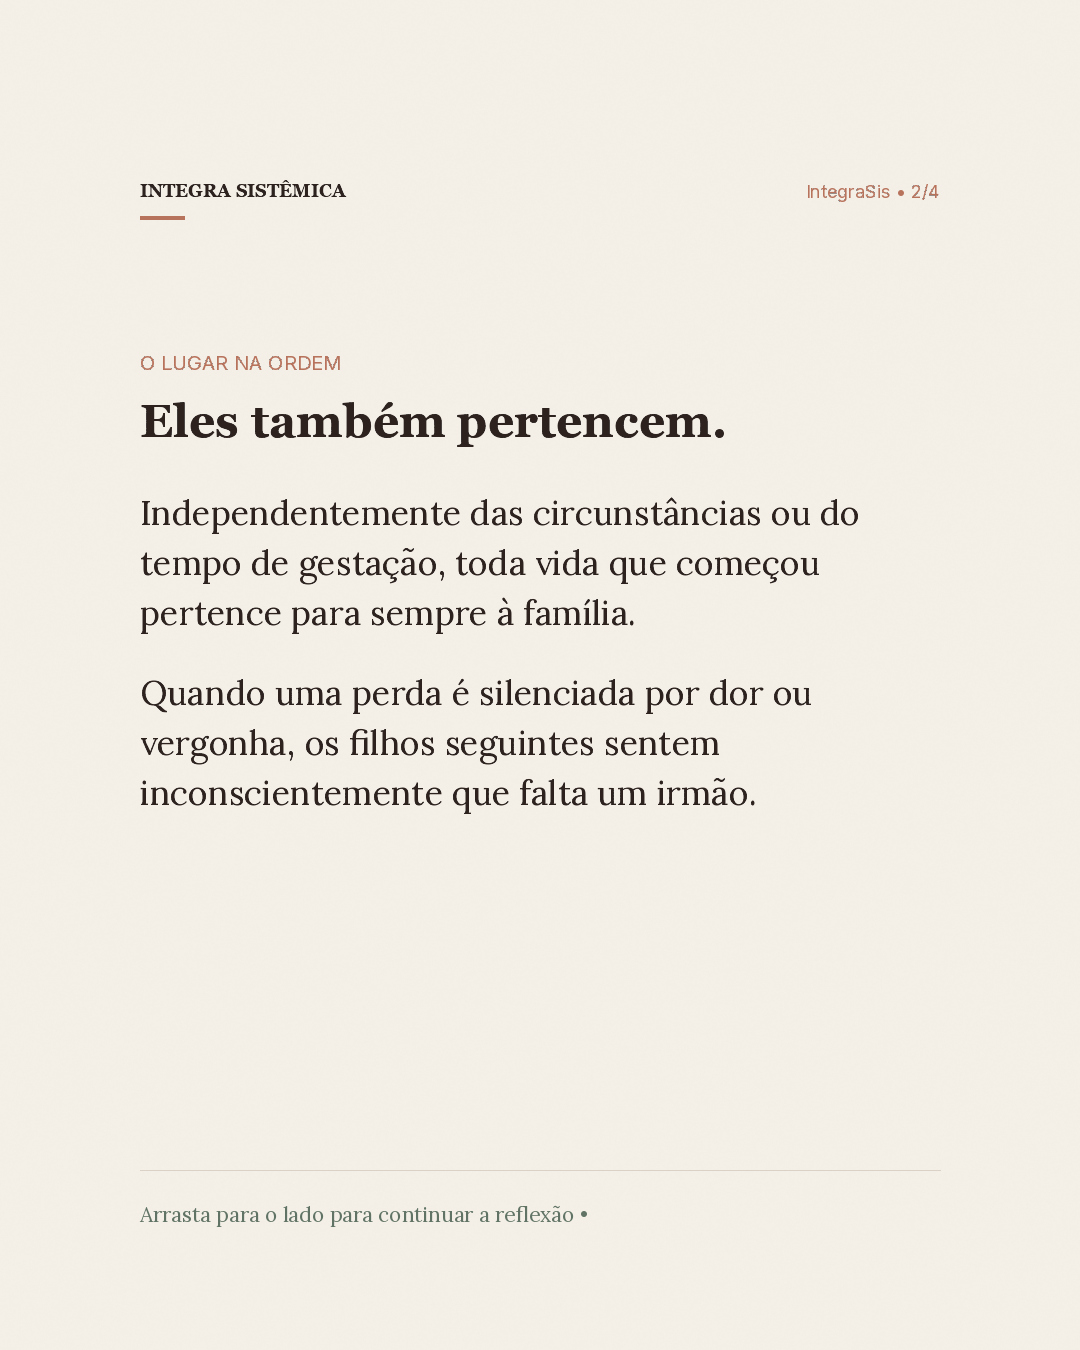 INTEGRA SISTÊMICA
IntegraSis • 2/4
O LUGAR NA ORDEM
Eles também pertencem.
Independentemente das circunstâncias ou do
tempo de gestação, toda vida que começou
pertence para sempre à família.
Quando uma perda é silenciada por dor ou
vergonha, os filhos seguintes sentem
inconscientemente que falta um irmão.
Arrasta para o lado para continuar a reflexão •